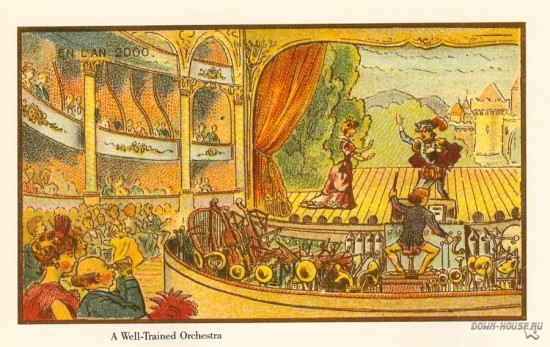 EN L'AN 2000.
A Well-Trained Orchestra
DOWN-HOUSE.RU